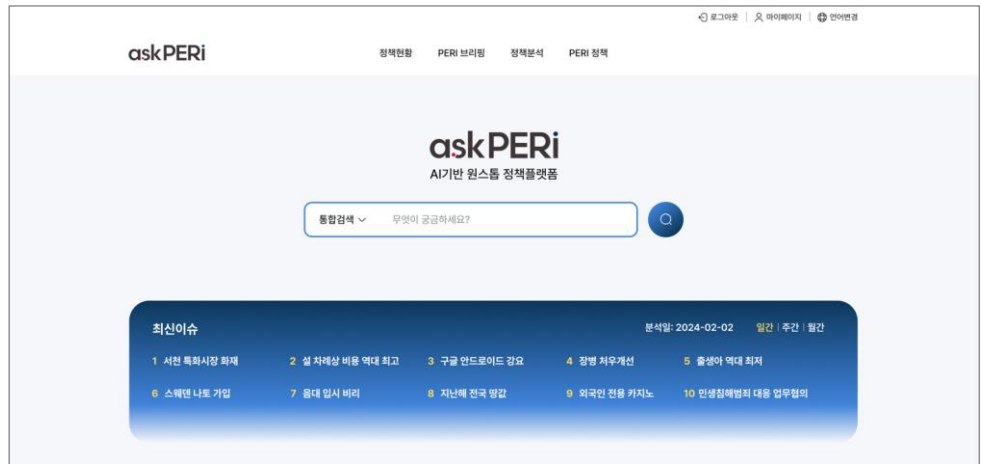 로그아웃 마이페이지 언어변경
askPERi 정책현황 PERI 브리핑 정책분석 PERI 정책
askPERi
AI기반 원스톱 정책플랫폼
통합검색 무엇이 궁금하세요?
최신이슈 분석일: 2024-02-02 일간 주간 월간
1 서천 특화시장 화재 2 설 차례상 비용 역대 최고 3 구글 안드로이드 강요 4 장병 처우개선 5 출생아 역대 최저
6 스웨덴 나토 가입 7 음대 입시 비리 8 지난해 전국 땅값 9 외국인 전용 카지노 10 민생침해범죄 대응 업무협의